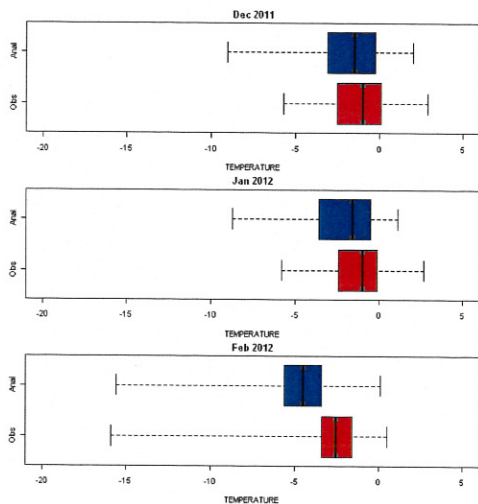 Dec 2011
Anal
Obs
-20 -15 -10 -5 0 5
TEMPERATURE
Jan 2012
Anal
Obs
-20 -15 -10 -5 0 5
TEMPERATURE
Feb 2012
Anal
Obs
-20 -15 -10 -5 0 5
TEMPERATURE